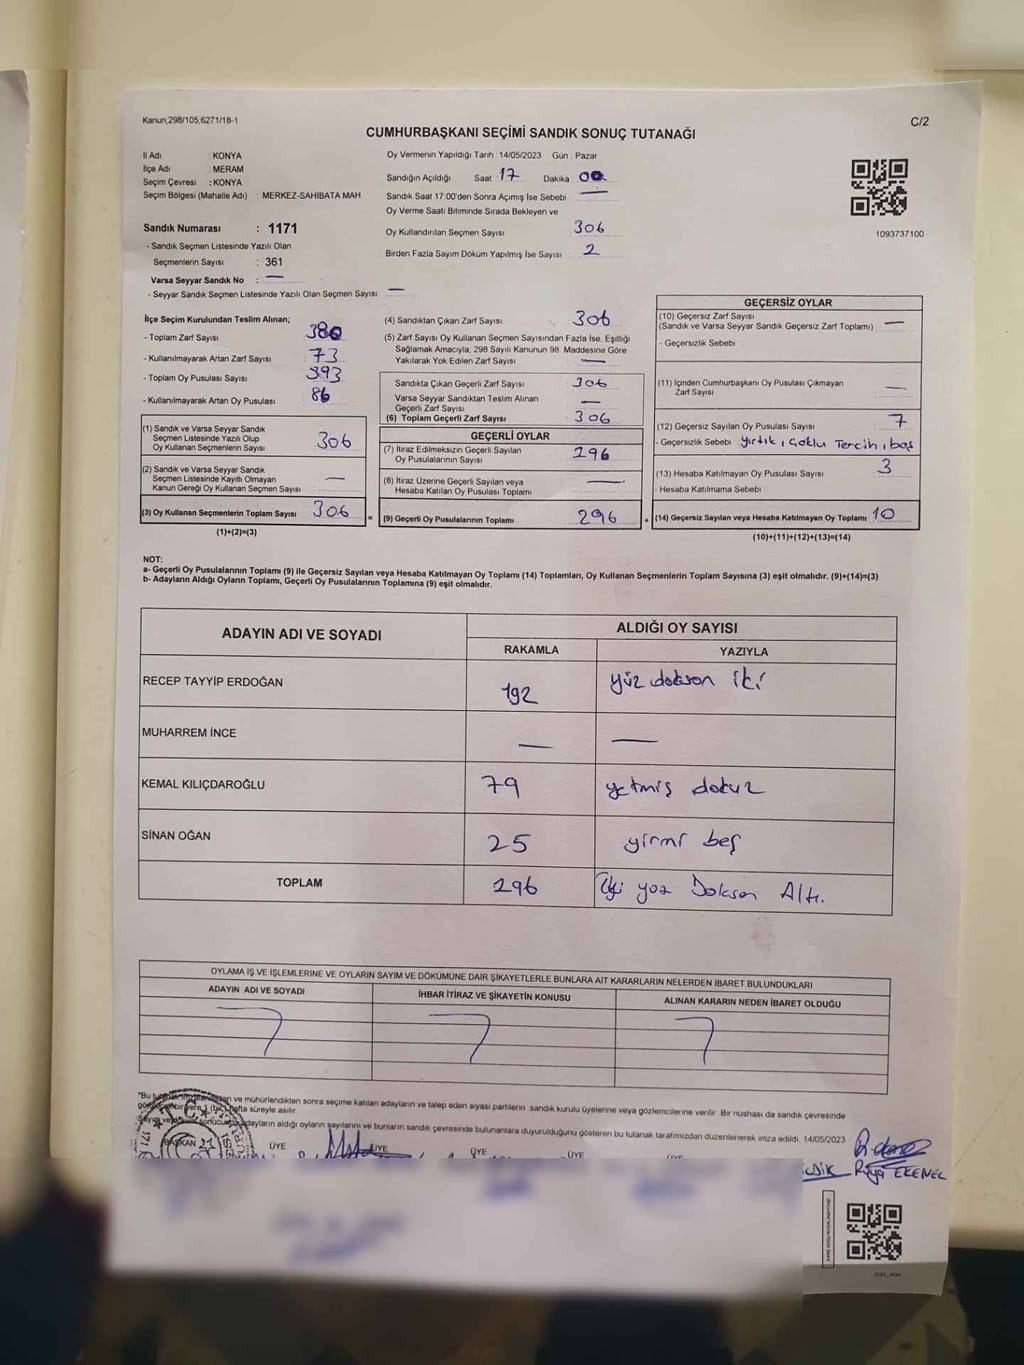 Kanun;298/105;6271/18-1
C/2
CUMHURBAŞKANI SEÇİMİ SANDIK SONUÇ TUTANAĞI
İl Adı : KONYA
İlçe Adı : MERAM
Seçim Çevresi : KONYA
Seçim Bölgesi (Mahalle Adı) : MERKEZ-SAHIBATA MAH.
Sandık Numarası : 1171
- Sandık Seçmen Listesinde Yazılı Olan
Seçmenlerin Sayısı : 361
Varsa Seyyar Sandık No : —
- Seyyar Sandık Seçmen Listesinde Yazılı Olan Seçmen Sayısı: —
Oy Vermenin Yapıldığı Tarih : 14/05/2023 Gün : Pazar
Sandığın Açıldığı Saat 17 Dakika 00
Sandık Saat 17:00'den Sonra Açımış İse Sebebi —
Oy Verme Saati Bitiminde Sırada Bekleyen ve
Oy Kullandırılan Seçmen Sayısı 306
Birden Fazla Sayım Döküm Yapılmış İse Sayısı : 2
1093737100
İlçe Seçim Kurulundan Teslim Alınan;
- Toplam Zarf Sayısı : 380
- Kullanılmayarak Artan Zarf Sayısı : 73
- Toplam Oy Pusulası Sayısı : 393
- Kullanılmayarak Artan Oy Pusulası : 86
(1) Sandık ve Varsa Seyyar Sandık
Seçmen Listesinde Yazılı Olup
Oy Kullanan Seçmenlerin Sayısı 306
(2) Sandık ve Varsa Seyyar Sandık
Seçmen Listesinde Kayıtlı Olmayan
Kanun Gereği Oy Kullanan Seçmen Sayısı —
(3) Oy Kullanan Seçmenlerin Toplam Sayısı 306 =
(1)+(2)=(3)
(4) Sandıktan Çıkan Zarf Sayısı : 306
(5) Zarf Sayısı Oy Kullanan Seçmen Sayısından Fazla İse, Eşitliği
Sağlamak Amacıyla, 298 Sayılı Kanunun 98. Maddesine Göre
Yakılarak Yok Edilen Zarf Sayısı : —
Sandıkta Çıkan Geçerli Zarf Sayısı : 306
Varsa Seyyar Sandıktan Teslim Alınan
Geçerli Zarf Sayısı —
(6) Toplam Geçerli Zarf Sayısı : 306
GEÇERLİ OYLAR
(7) İtiraz Edilmeksizin Geçerli Sayılan
Oy Pusulalarının Sayısı : 296
(8) İtiraz Üzerine Geçerli Sayılan veya
Hesaba Katılan Oy Pusulası Toplamı —
(9) Geçerli Oy Pusulalarının Toplamı : 296 +
GEÇERSİZ OYLAR
(10) Geçersiz Zarf Sayısı
(Sandık ve Varsa Seyyar Sandık Geçersiz Zarf Toplamı) —
- Geçersizlik Sebebi :
(11) İçinden Cumhurbaşkanı Oy Pusulası Çıkmayan
Zarf Sayısı —
(12) Geçersiz Sayılan Oy Pusulası Sayısı 7
- Geçersizlik Sebebi yırtık, çoklu Tercih, boş
(13) Hesaba Katılmayan Oy Pusulası Sayısı 3
- Hesaba Katılmama Sebebi
(14) Geçersiz Sayılan veya Hesaba Katılmayan Oy Toplamı 10
(10)+(11)+(12)+(13)=(14)
NOT:
a- Geçerli Oy Pusulalarının Toplamı (9) ile Geçersiz Sayılan veya Hesaba Katılmayan Oy Toplamı (14) Toplamları, Oy Kullanan Seçmenlerin Toplam Sayısına (3) eşit olmalıdır. (9)+(14)=(3)
b- Adayların Aldığı Oyların Toplamı, Geçerli Oy Pusulalarının Toplamına (9) eşit olmalıdır.
ADAYIN ADI VE SOYADI
ALDIĞI OY SAYISI
RAKAMLA YAZIYLA
RECEP TAYYİP ERDOĞAN 192 yüz dokson iki
MUHARREM İNCE — —
KEMAL KILIÇDAROĞLU 79 yetmiş dokuz
SİNAN OĞAN 25 yirmi beş
TOPLAM 296 iki yüz Dokson Altı.
OYLAMA İŞ VE İŞLEMLERİNE VE OYLARIN SAYIM VE DÖKÜMÜNE DAİR ŞİKAYETLERLE BUNLARA AİT KARARLARIN NELERDEN İBARET BULUNDUKLARI
ADAYIN ADI VE SOYADI İHBAR İTİRAZ VE ŞİKAYETİN KONUSU ALINAN KARARIN NEDEN İBARET OLDUĞU
"Bu ve mühürlendikten sonra seçime katılan adayların ve talep eden siyasi partilerin sandık kurulu üyelerine veya gözlemcilerine verilir. Bir nüshası da sandık çevresinde
hafta süreyle asılır.
adayların aldığı oyların sayılarını ve bunların sandık çevresinde bulunanlara duyurulduğunu gösteren bu tutanak tarafımızdan düzenlenerek imza edildi. 14/05/2023
BAŞKAN ÜYE ÜYE ÜYE ÜYE ÜYE
Rüya EKENEL